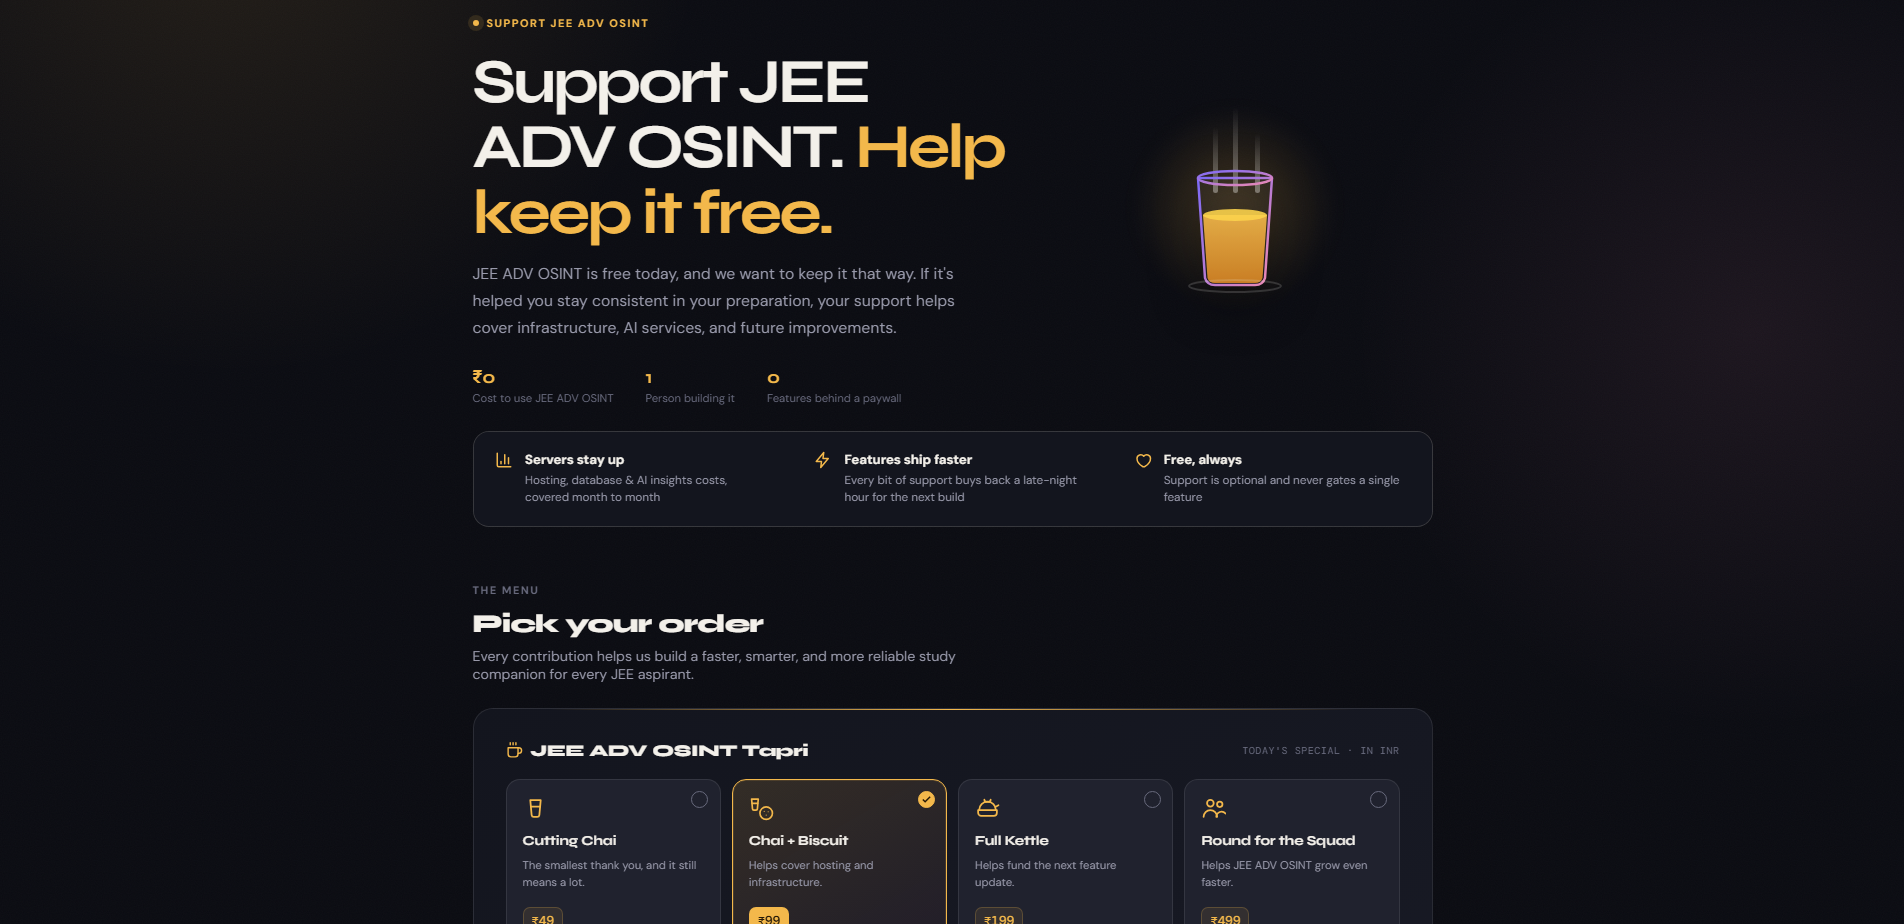 SUPPORT JEE ADV OSINT
Support JEE
ADV OSINT. Help
keep it free.
JEE ADV OSINT is free today, and we want to keep it that way. If it's
helped you stay consistent in your preparation, your support helps
cover infrastructure, AI services, and future improvements.
₹0
Cost to use JEE ADV OSINT
1
Person building it
0
Features behind a paywall
Servers stay up
Hosting, database & AI insights costs,
covered month to month
Features ship faster
Every bit of support buys back a late-night
hour for the next build
Free, always
Support is optional and never gates a single
feature
THE MENU
Pick your order
Every contribution helps us build a faster, smarter, and more reliable study
companion for every JEE aspirant.
JEE ADV OSINT Tapri
TODAY'S SPECIAL · IN INR
Cutting Chai
The smallest thank you, and it still
means a lot.
₹49
Chai + Biscuit
Helps cover hosting and
infrastructure.
₹99
Full Kettle
Helps fund the next feature
update.
₹199
Round for the Squad
Helps JEE ADV OSINT grow even
faster.
₹499